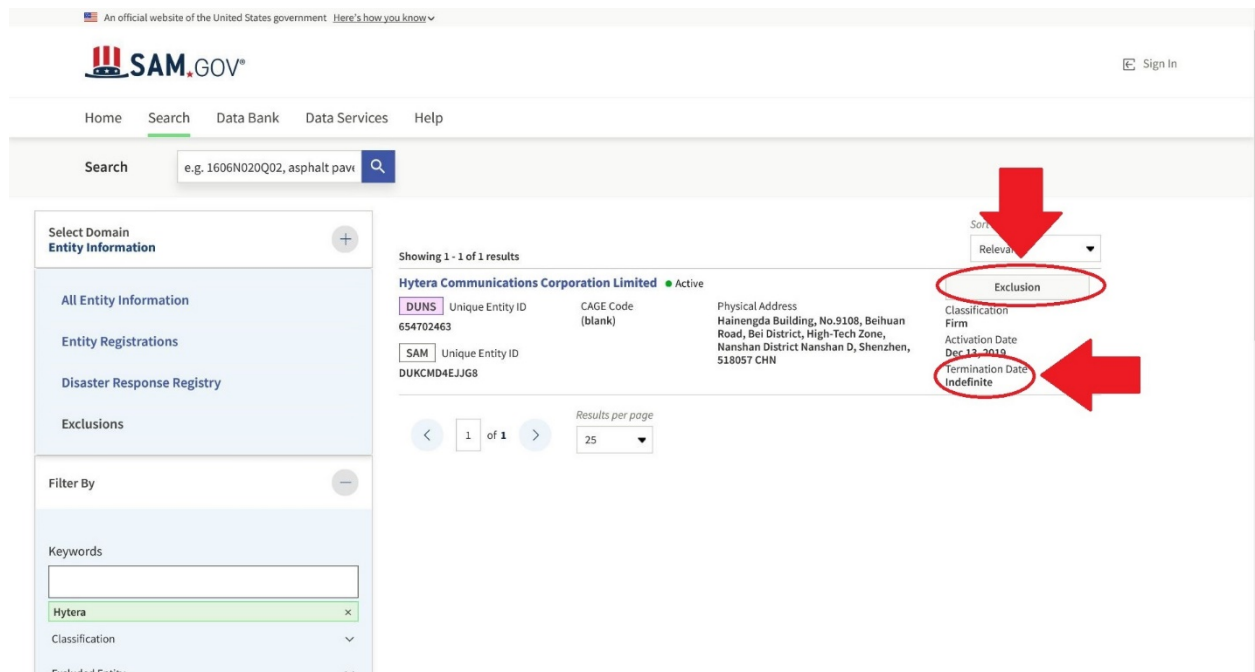 An official website of the United States government Here's how you know
SAM.GOV®
Sign In
Home Search Data Bank Data Services Help
Search
e.g. 1606N020Q02, asphalt pave
Select Domain
Entity Information
All Entity Information
Entity Registrations
Disaster Response Registry
Exclusions
Filter By
Keywords
Hytera ×
Classification
Showing 1 - 1 of 1 results
Hytera Communications Corporation Limited Active
DUNS Unique Entity ID
654702463
SAM Unique Entity ID
DUKCMD4EJJG8
CAGE Code
(blank)
Physical Address
Hainengda Building, No.9108, Beihuan
Road, Bei District, High-Tech Zone,
Nanshan District Nanshan D, Shenzhen,
518057 CHN
Exclusion
Classification
Firm
Activation Date
Dec 13, 2019
Termination Date
Indefinite
1 of 1
Results per page
25